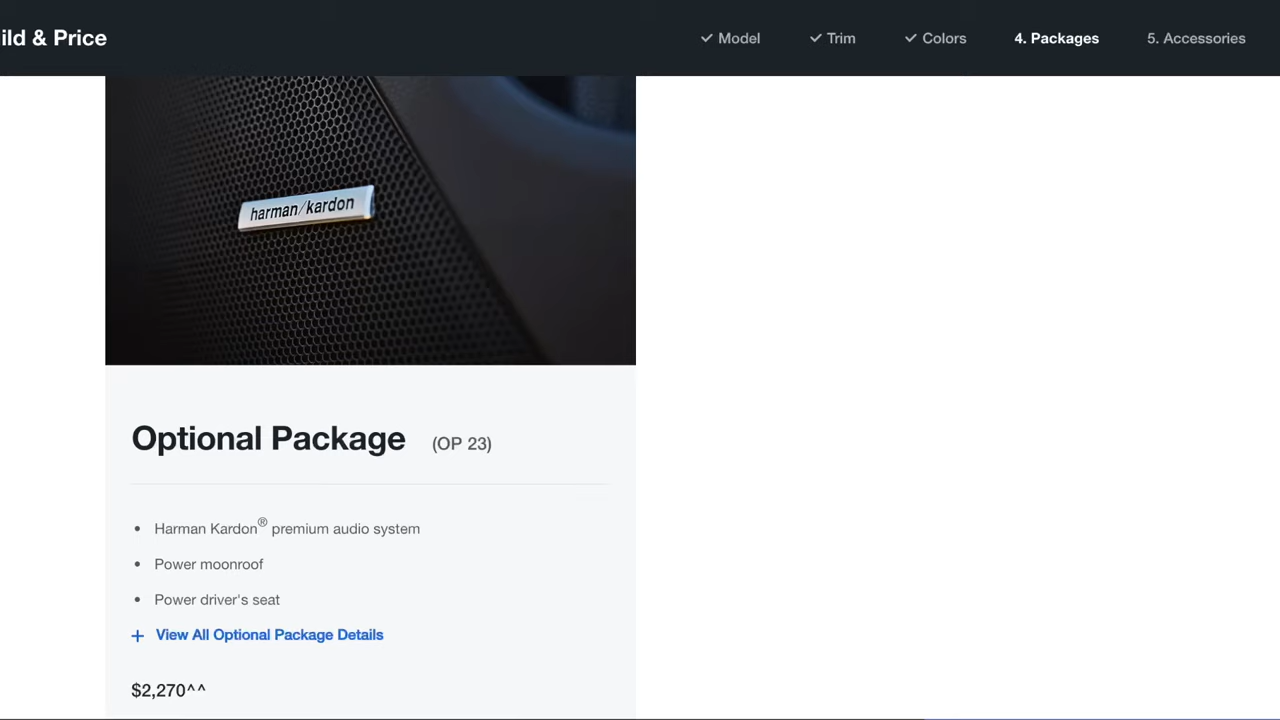 ild & Price
✓ Model
✓ Trim
✓ Colors
4. Packages
5. Accessories
harman/kardon
Optional Package (OP 23)
• Harman Kardon® premium audio system
• Power moonroof
• Power driver's seat
+ View All Optional Package Details
$2,270^^